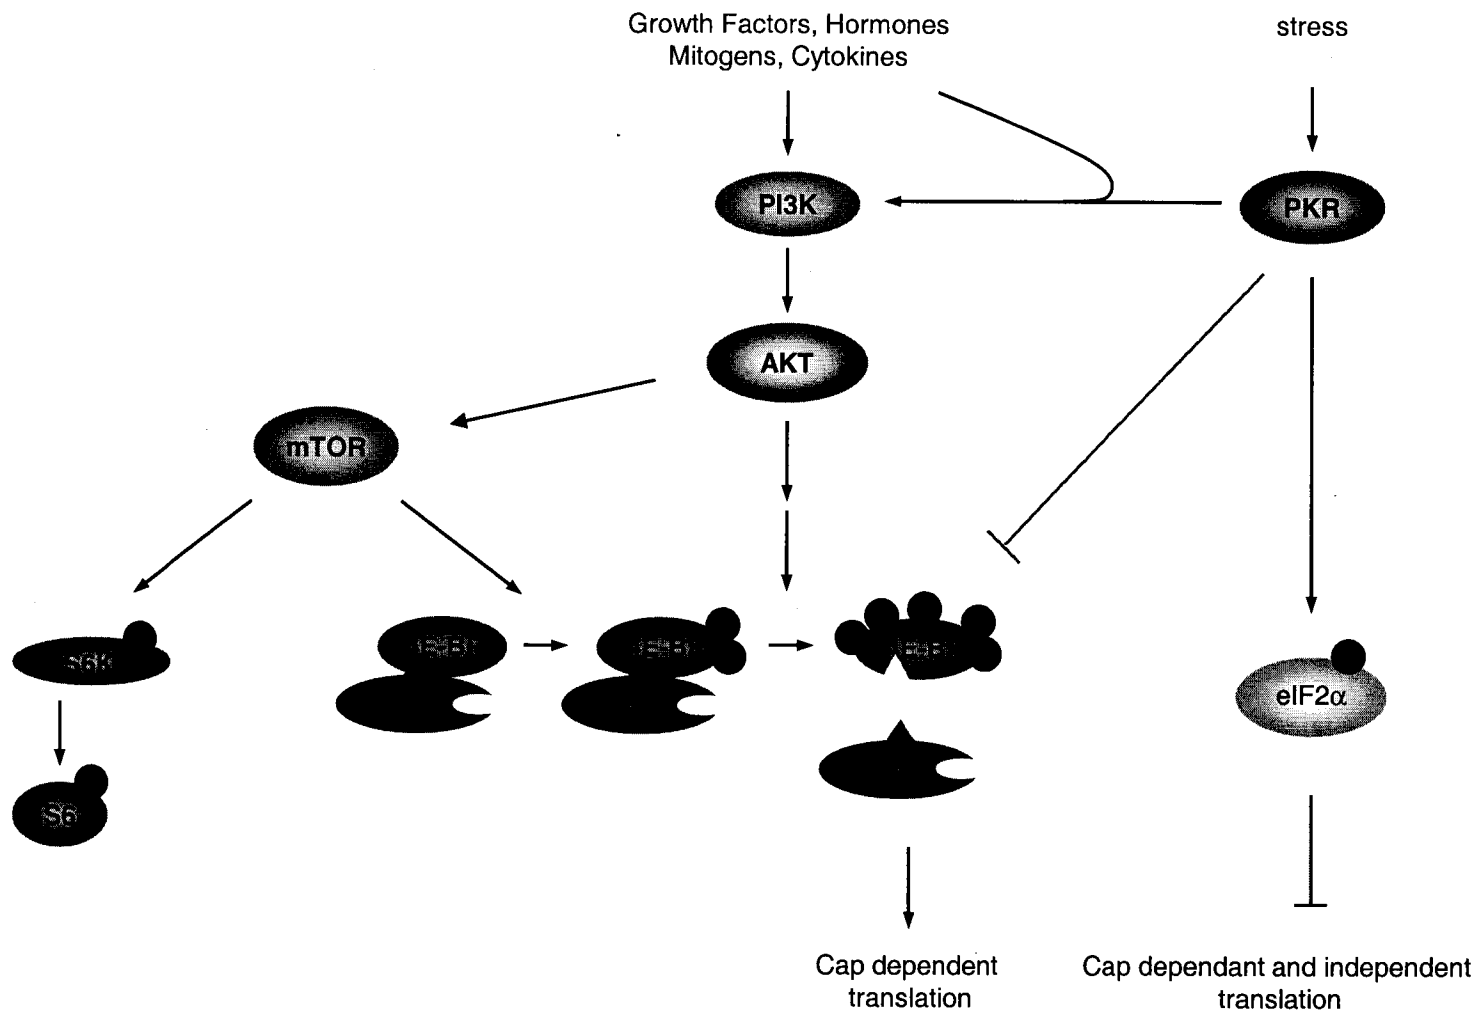 Growth Factors, Hormones
Mitogens, Cytokines
stress
PI3K
PKR
AKT
mTOR
S6K
eIF2α
S6
Cap dependent
translation
Cap dependant and independent
translation